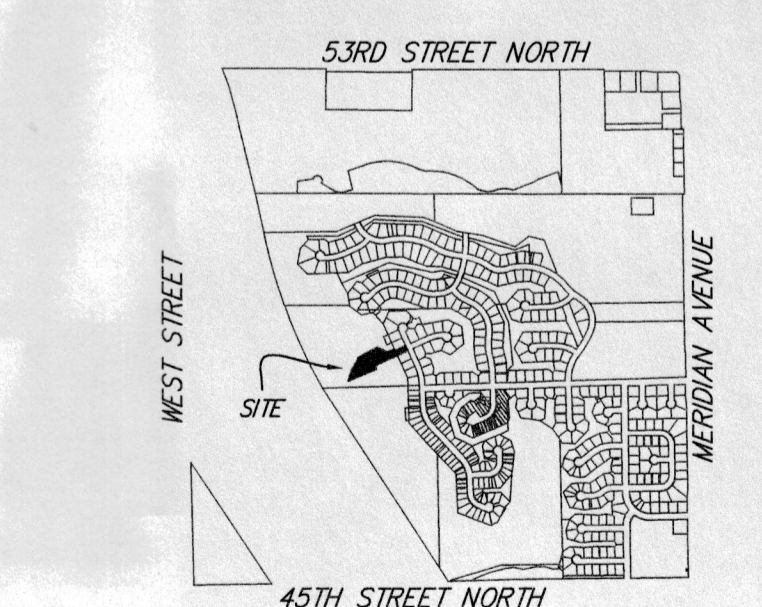 53RD STREET NORTH
WEST STREET
MERIDIAN AVENUE
SITE
45TH STREET NORTH